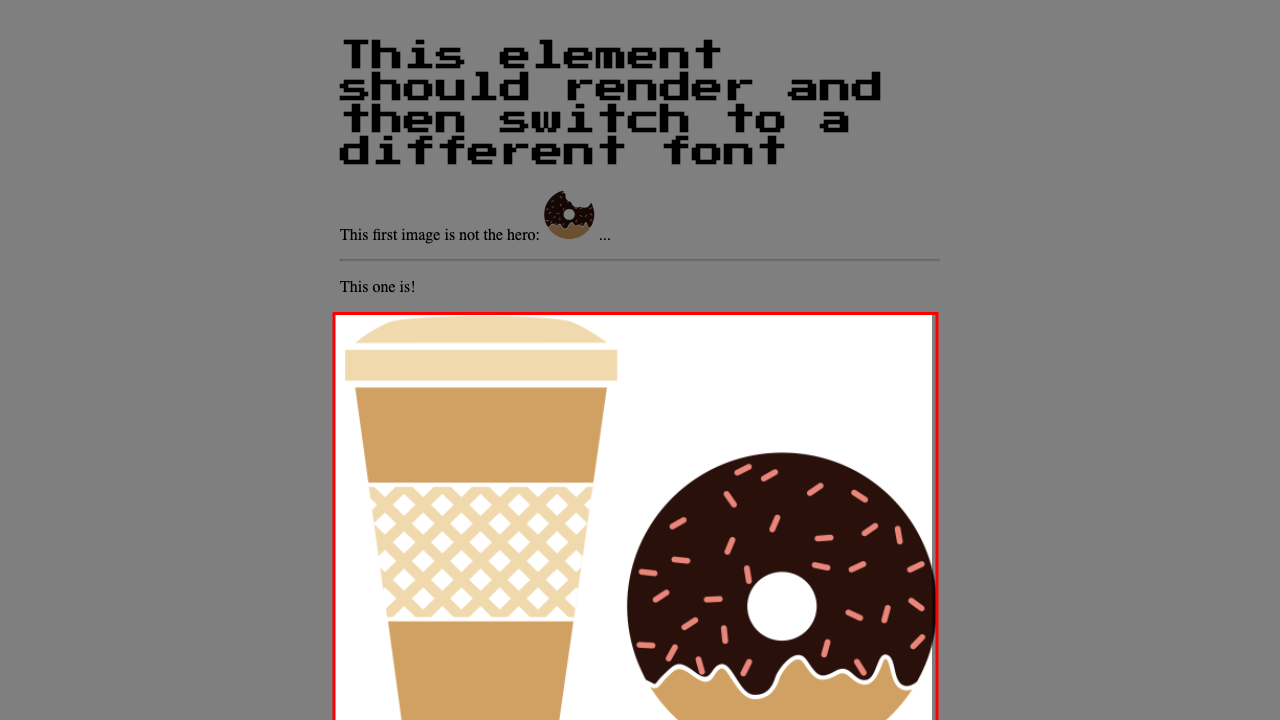 This element
should render and
then switch to a
different font
This first image is not the hero: ...
This one is!